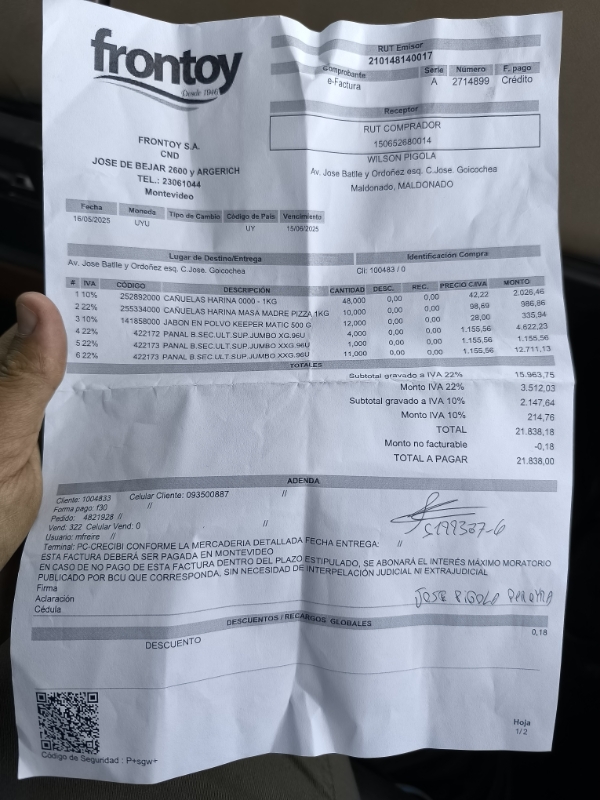 frontoy
Desde 1966
FRONTOY S.A.
CND
JOSE DE BEJAR 2600 y ARGERICH
TEL.: 23061044
Montevideo
RUT Emisor
210148140017
Comprobante Serie Número F. pago
e-Factura A 2714899 Crédito
Receptor
RUT COMPRADOR
150652680014
WILSON PIGOLA
Av. Jose Batlle y Ordoñez esq. C.Jose. Goicochea
Maldonado, MALDONADO
Fecha Moneda Tipo de Cambio Código de País Vencimiento
16/05/2025 UYU UY 15/06/2025
Lugar de Destino/Entrega Identificación Compra
Av. Jose Batlle y Ordoñez esq. C.Jose. Goicochea Cli: 100483 / 0
# IVA CÓDIGO DESCRIPCIÓN CANTIDAD DESC. REC. PRECIO C/IVA MONTO
1 10% 252892000 CAÑUELAS HARINA 0000 - 1KG 48,000 0,00 0,00 42,22 2.026,46
2 22% 255334000 CAÑUELAS HARINA MASA MADRE PIZZA 1KG 10,000 0,00 0,00 98,69 986,86
3 10% 141858000 JABON EN POLVO KEEPER MATIC 500 G 12,000 0,00 0,00 28,00 335,94
4 22% 422172 PANAL B.SEC.ULT.SUP.JUMBO XG.96U 4,000 0,00 0,00 1.155,56 4.622,23
5 22% 422172 PANAL B.SEC.ULT.SUP.JUMBO XG.96U 1,000 0,00 0,00 1.155,56 1.155,56
6 22% 422173 PANAL B.SEC.ULT.SUP.JUMBO XXG.96U 11,000 0,00 0,00 1.155,56 12.711,13
TOTALES
Subtotal gravado a IVA 22% 15.963,75
Monto IVA 22% 3.512,03
Subtotal gravado a IVA 10% 2.147,64
Monto IVA 10% 214,76
TOTAL 21.838,18
Monto no facturable -0,18
TOTAL A PAGAR 21.838,00
ADENDA
Cliente: 1004833 Celular Cliente: 093500887 //
Forma pago: f30
Pedido: 4821928 //
Vend: 322 Celular Vend: 0
Usuario: mfreire //
Terminal: PC-CRECIBI CONFORME LA MERCADERIA DETALLADA FECHA ENTREGA: //
ESTA FACTURA DEBERÁ SER PAGADA EN MONTEVIDEO
EN CASO DE NO PAGO DE ESTA FACTURA DENTRO DEL PLAZO ESTIPULADO, SE ABONARÁ EL INTERÉS MÁXIMO MORATORIO
PUBLICADO POR BCU QUE CORRESPONDA, SIN NECESIDAD DE INTERPELACIÓN JUDICIAL NI EXTRAJUDICIAL
Firma
Aclaración JOSE PIGOLA
Cédula
DESCUENTOS / RECARGOS GLOBALES
DESCUENTO 0,18
Hoja
1/2
Código de Seguridad : P+sgw+